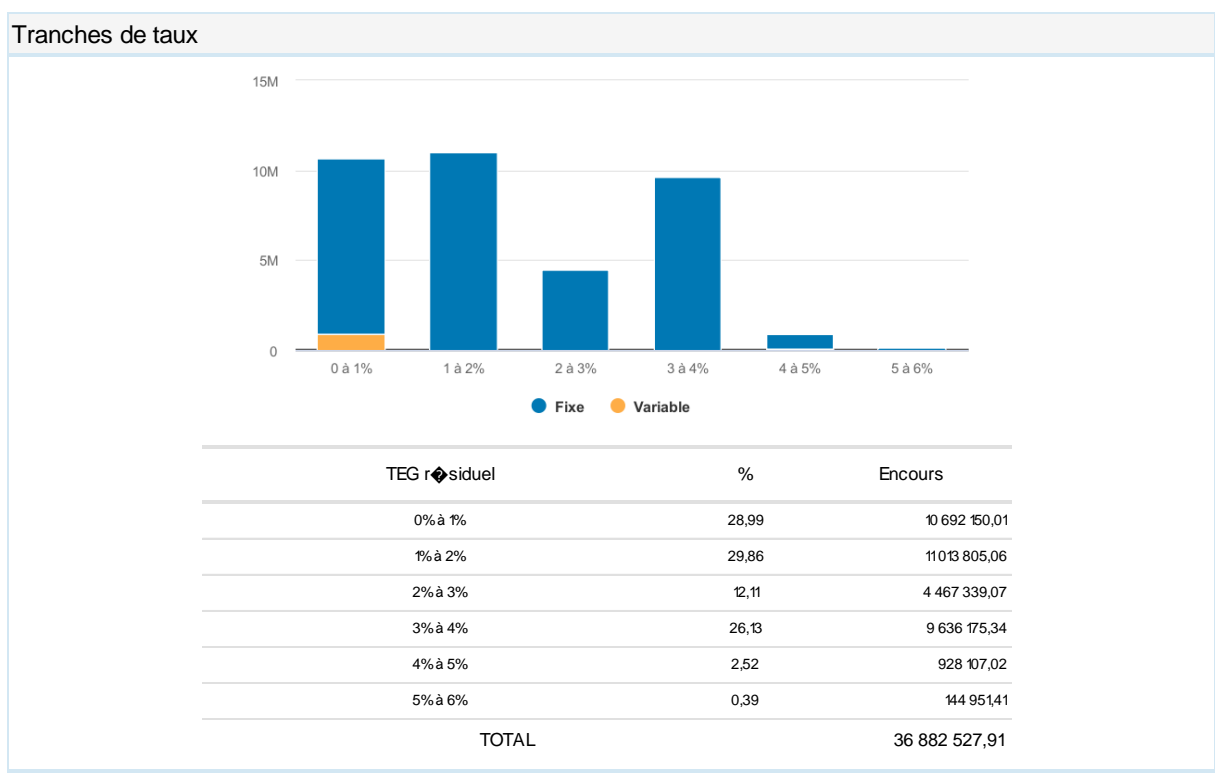 Tranches de taux
15M
10M
5M
0
0 à 1% 1 à 2% 2 à 3% 3 à 4% 4 à 5% 5 à 6%
Fixe Variable
TEG r�siduel % Encours
0% à 1% 28,99 10 692 150,01
1% à 2% 29,86 11 013 805,06
2% à 3% 12,11 4 467 339,07
3% à 4% 26,13 9 636 175,34
4% à 5% 2,52 928 107,02
5% à 6% 0,39 144 951,41
TOTAL 36 882 527,91